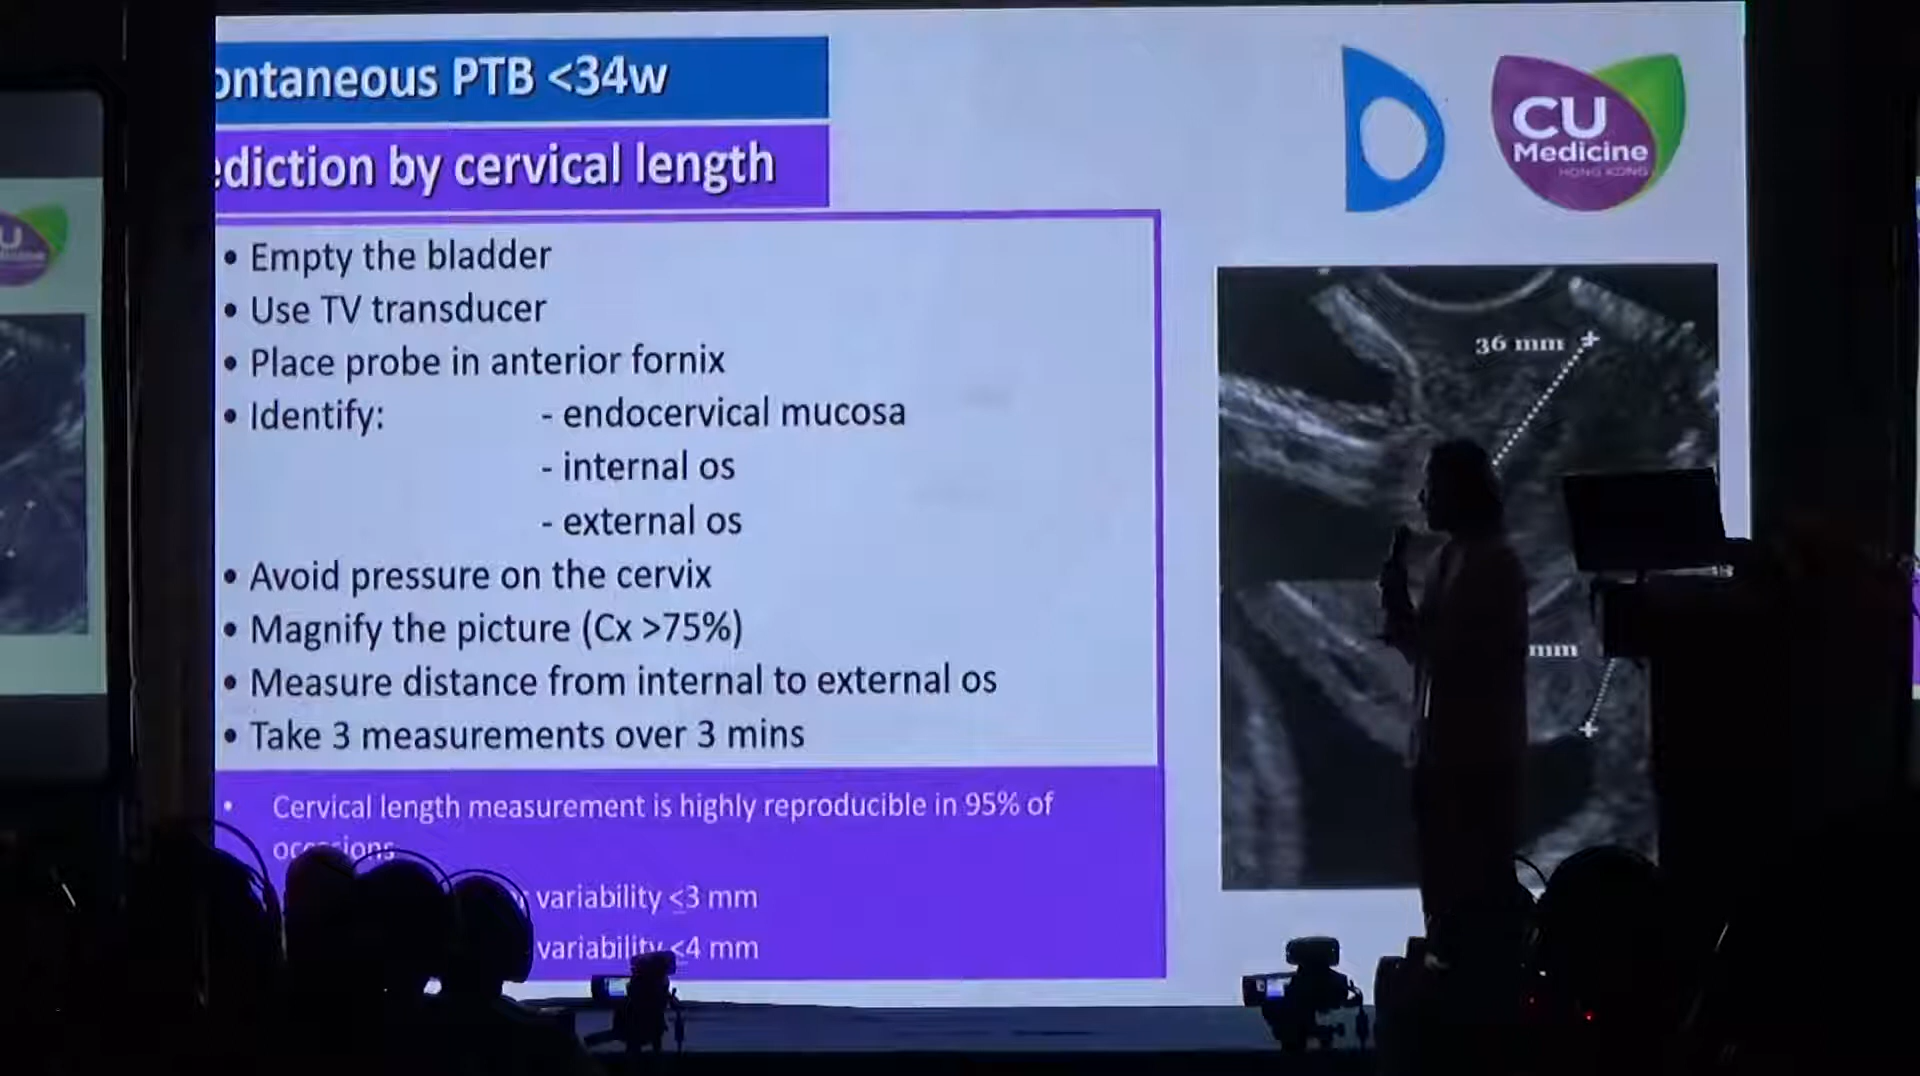 ontaneous PTB <34w
ediction by cervical length
CU
Medicine
HONG KONG
• Empty the bladder
• Use TV transducer
• Place probe in anterior fornix
• Identify: - endocervical mucosa
- internal os
- external os
• Avoid pressure on the cervix
• Magnify the picture (Cx >75%)
• Measure distance from internal to external os
• Take 3 measurements over 3 mins
36 mm
mm
• Cervical length measurement is highly reproducible in 95% of
occasions
variability ≤3 mm
variability ≤4 mm